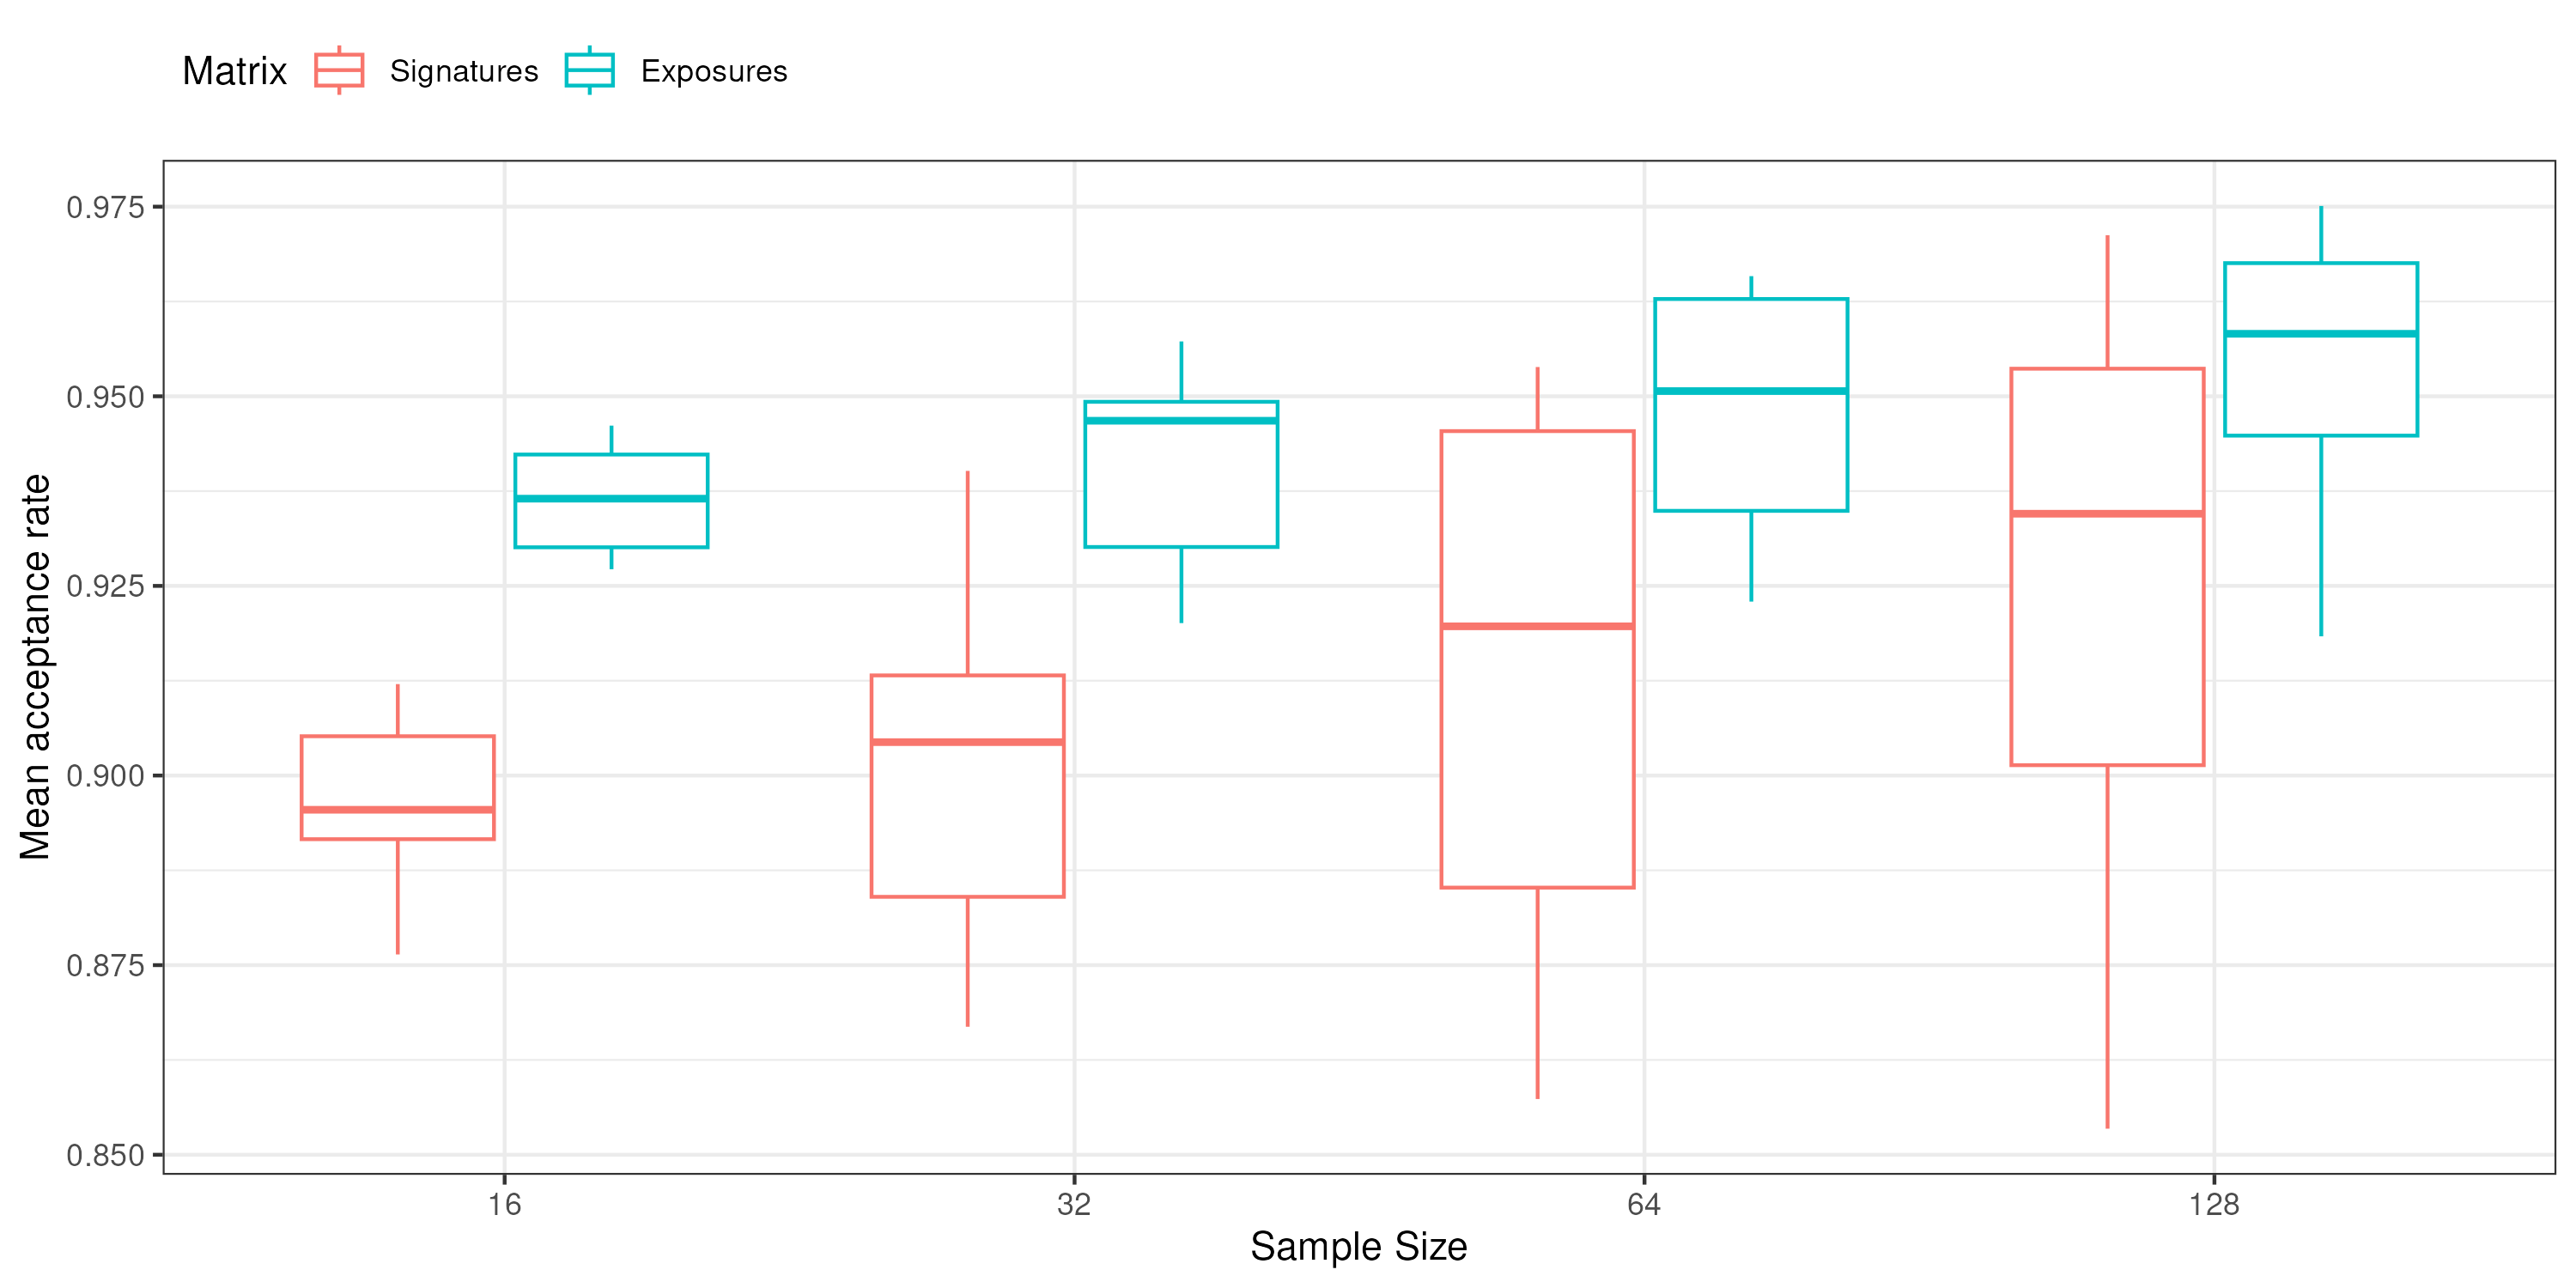 Matrix Signatures Exposures
Mean acceptance rate
0.975
0.950
0.925
0.900
0.875
0.850
16 32 64 128
Sample Size